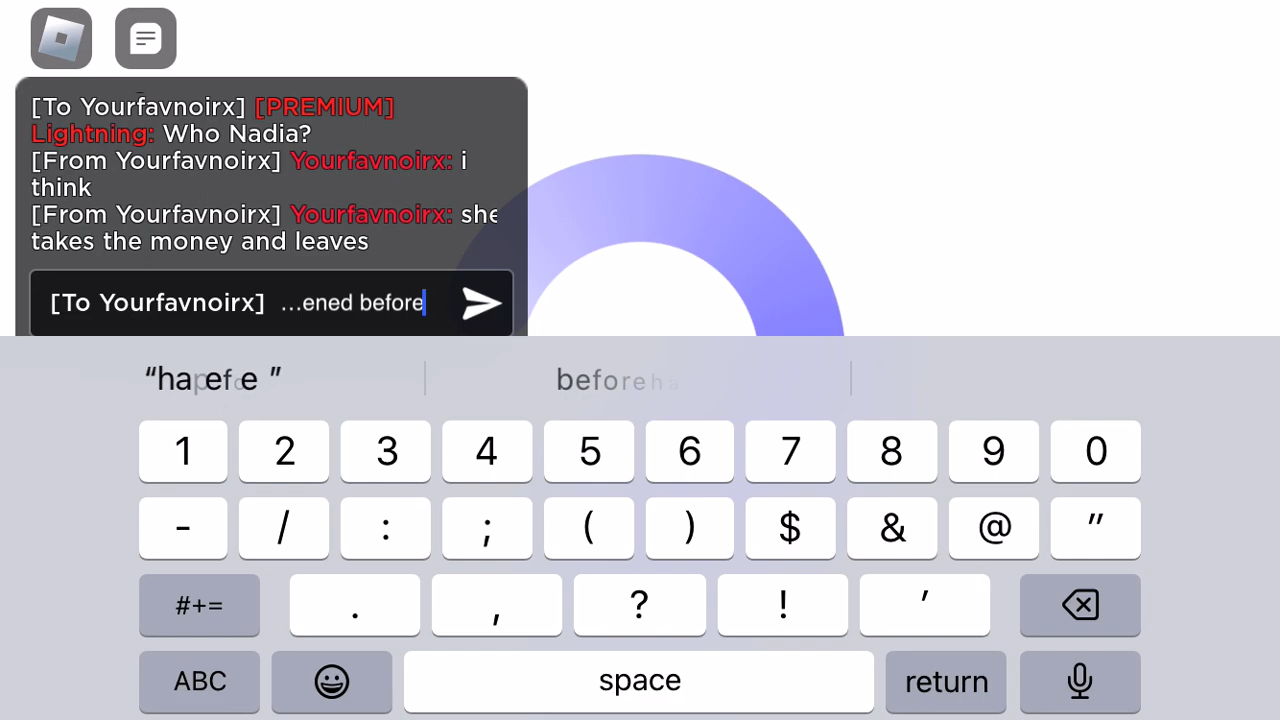 [To Yourfavnoirx] [PREMIUM]
Lightning: Who Nadia?
[From Yourfavnoirx] Yourfavnoirx: i
think
[From Yourfavnoirx] Yourfavnoirx: she
takes the money and leaves
[To Yourfavnoirx] ...ened before
1 2 3 4 5 6 7 8 9 0
- / : ; ( ) $ & @ "
#+= . , ? ! ’
ABC space return